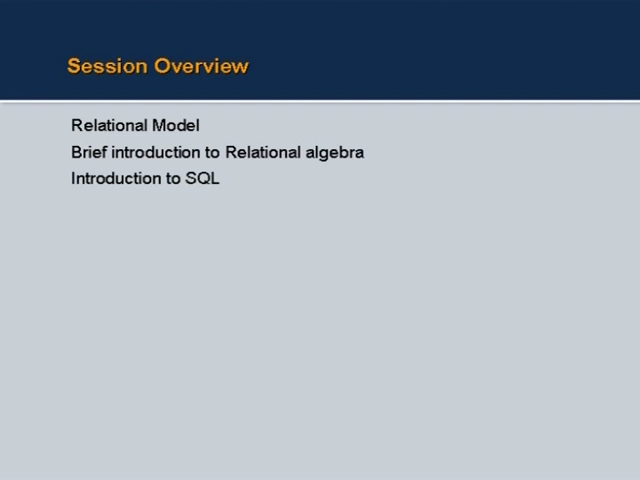 Session Overview
Relational Model
Brief introduction to Relational algebra
Introduction to SQL